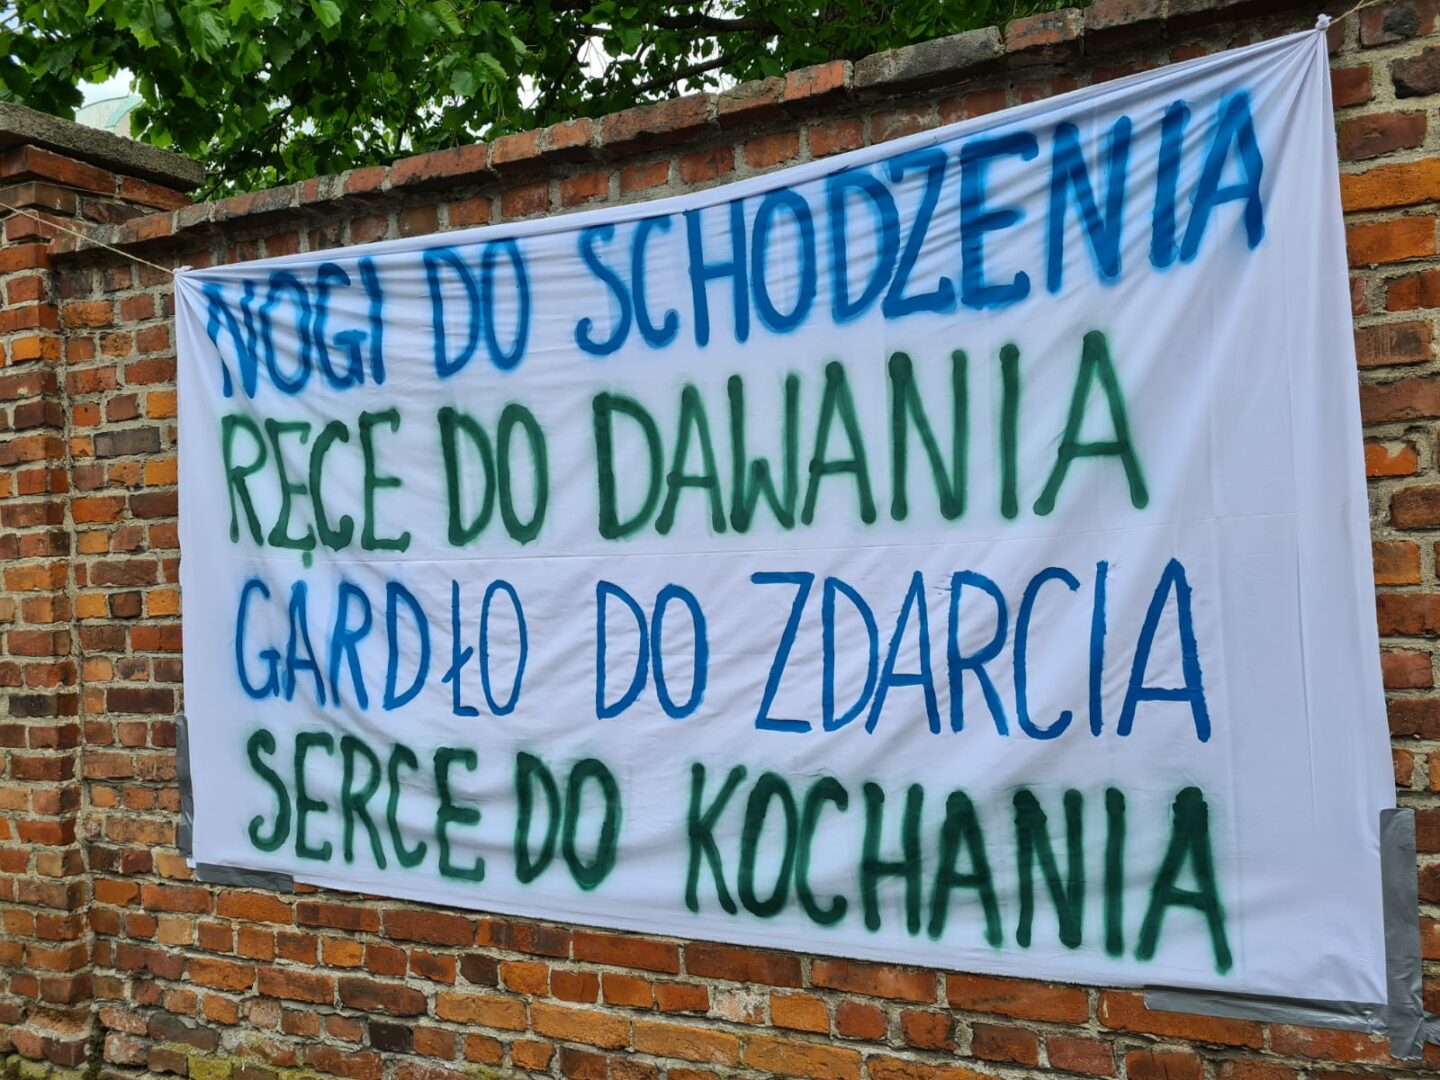 NOGI DO SCHODZENIA
RĘCE DO DAWANIA
GARDŁO DO ZDARCIA
SERCE DO KOCHANIA